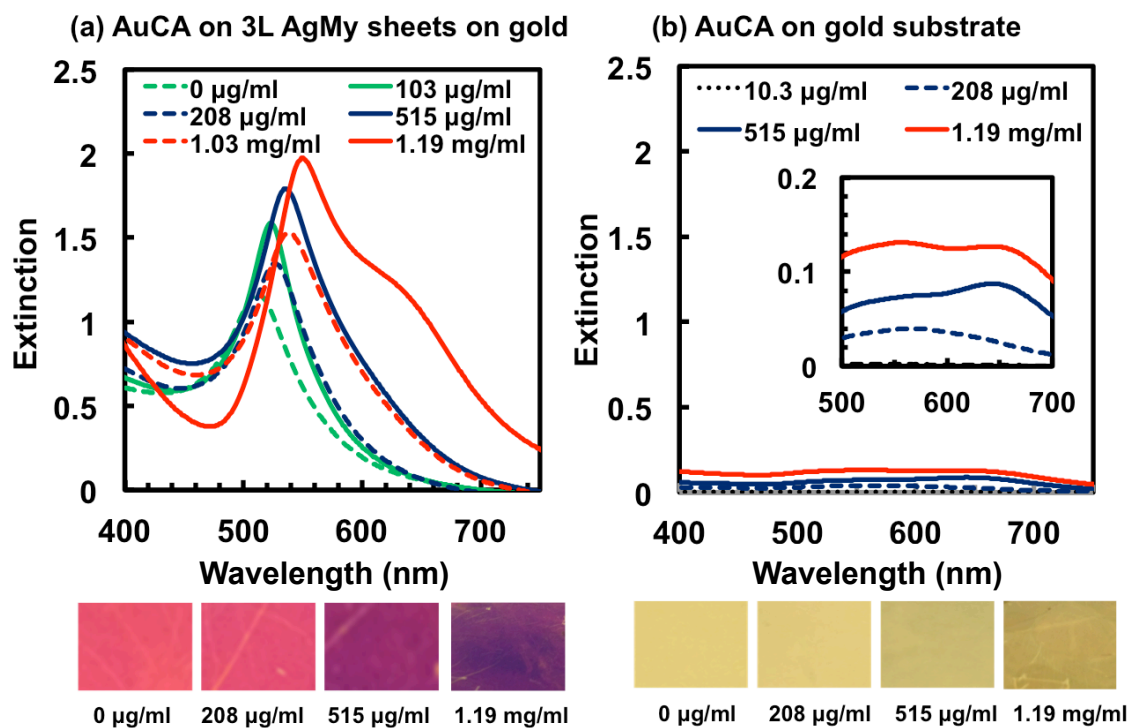 (a) AuCA on 3L AgMy sheets on gold
2.5
2
1.5
1
0.5
0
Extinction
0 µg/ml
103 µg/ml
208 µg/ml
515 µg/ml
1.03 mg/ml
1.19 mg/ml
400 500 600 700
Wavelength (nm)
0 µg/ml 208 µg/ml 515 µg/ml 1.19 mg/ml
(b) AuCA on gold substrate
2.5
2
1.5
1
0.5
0
Extinction
10.3 µg/ml
208 µg/ml
515 µg/ml
1.19 mg/ml
0.2
0.1
0
500 600 700
400 500 600 700
Wavelength (nm)
0 µg/ml 208 µg/ml 515 µg/ml 1.19 mg/ml